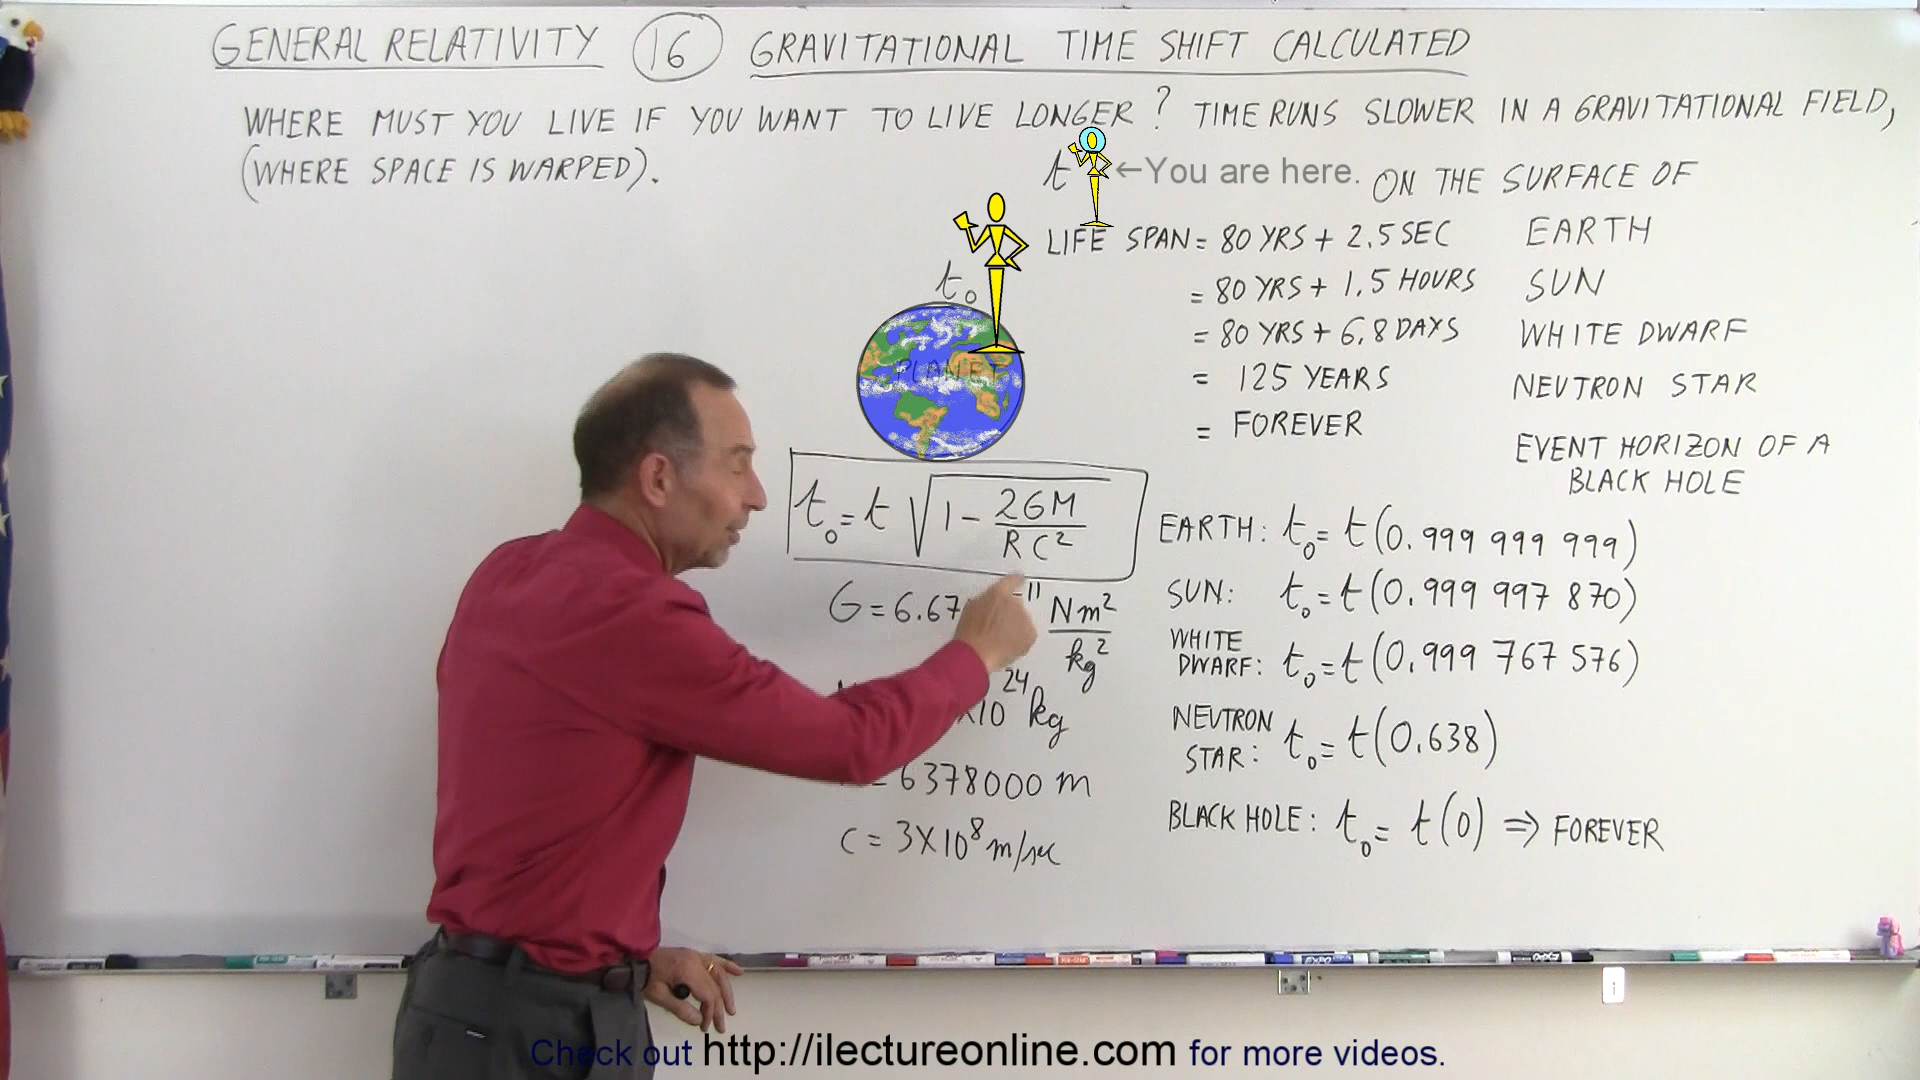 GENERAL RELATIVITY 16 GRAVITATIONAL TIME SHIFT CALCULATED
WHERE MUST YOU LIVE IF YOU WANT TO LIVE LONGER? TIME RUNS SLOWER IN A GRAVITATIONAL FIELD,
(WHERE SPACE IS WARPED).
t ←You are here. ON THE SURFACE OF
LIFE SPAN = 80 YRS + 2.5 SEC EARTH
= 80 YRS + 1.5 HOURS SUN
= 80 YRS + 6.8 DAYS WHITE DWARF
= 125 YEARS NEUTRON STAR
= FOREVER EVENT HORIZON OF A
BLACK HOLE
t₀
PLANET
t₀ = t √(1 - 2GM/RC²)
G = 6.67 ⁻¹¹ Nm²/kg²
×10²⁴ kg
= 6378000 m
C = 3X10⁸ m/sec
EARTH: t₀ = t(0.999 999 999)
SUN: t₀ = t(0.999 997 870)
WHITE
DWARF: t₀ = t(0.999 767 576)
NEUTRON
STAR: t₀ = t(0.638)
BLACK HOLE: t₀ = t(0) ⇒ FOREVER
EXPO
Check out http://ilectureonline.com for more videos.